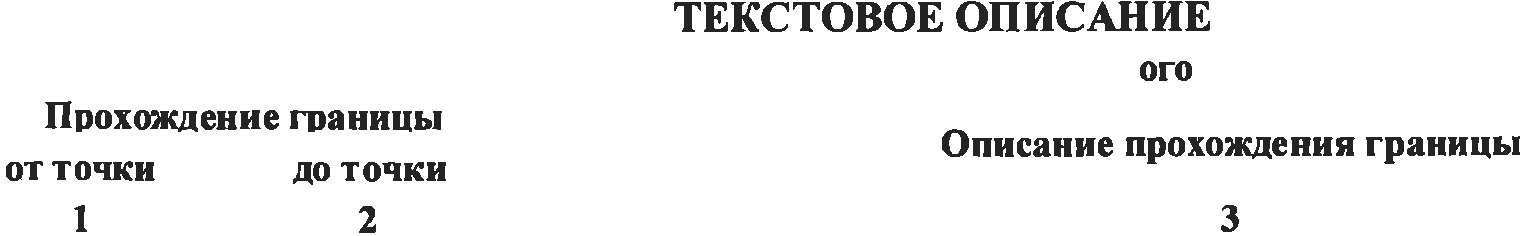 ТЕКСТОВОЕ ОПИСАНИЕ
ого
Прохождение границы
Описание прохождения границы
от точки до точки
1 2 3